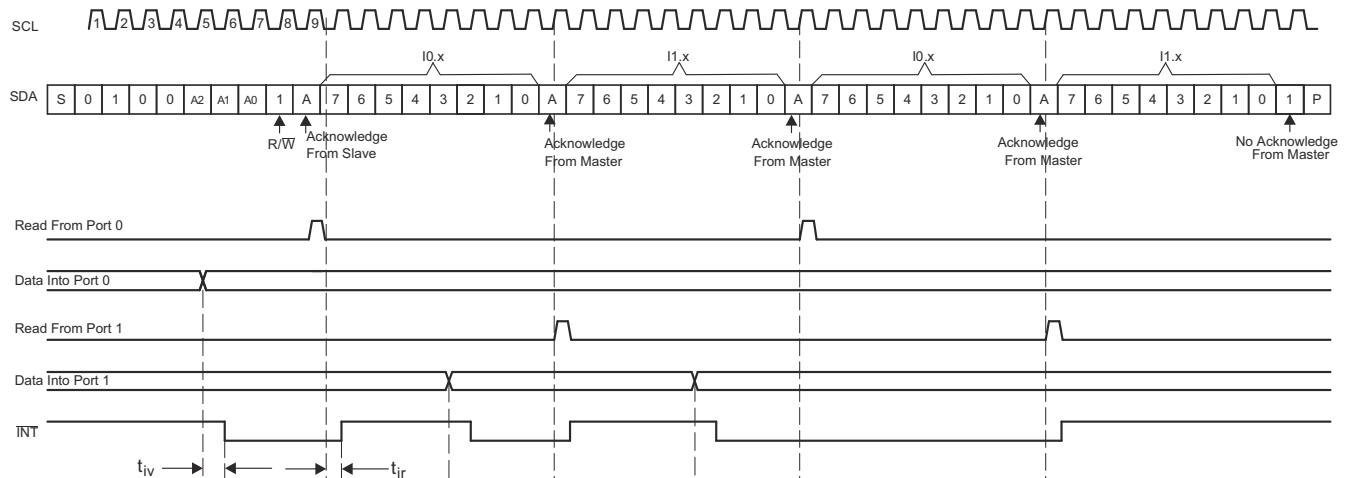 SCL 1 2 3 4 5 6 7 8 9
I0.x I1.x I0.x I1.x
SDA S 0 1 0 0 A2 A1 A0 1 A 7 6 5 4 3 2 1 0 A 7 6 5 4 3 2 1 0 A 7 6 5 4 3 2 1 0 A 7 6 5 4 3 2 1 0 1 P
R/W̅
Acknowledge
From Slave
Acknowledge
From Master
Acknowledge
From Master
Acknowledge
From Master
No Acknowledge
From Master
Read From Port 0
Data Into Port 0
Read From Port 1
Data Into Port 1
I̅N̅T̅
tiv tir